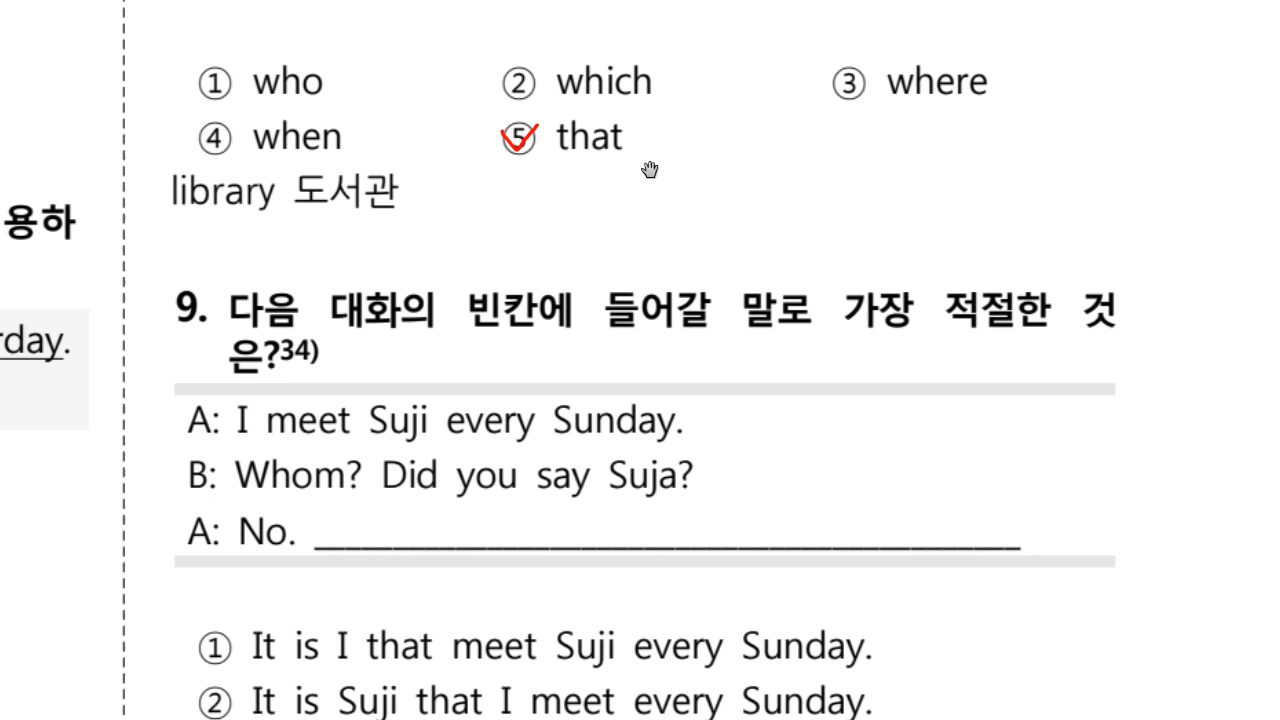 ① who ② which ③ where
④ when ⑤ that
library 도서관
용하
rday.
9. 다음 대화의 빈칸에 들어갈 말로 가장 적절한 것
은?34)
A: I meet Suji every Sunday.
B: Whom? Did you say Suja?
A: No. ________________________________________
① It is I that meet Suji every Sunday.
② It is Suji that I meet every Sunday.